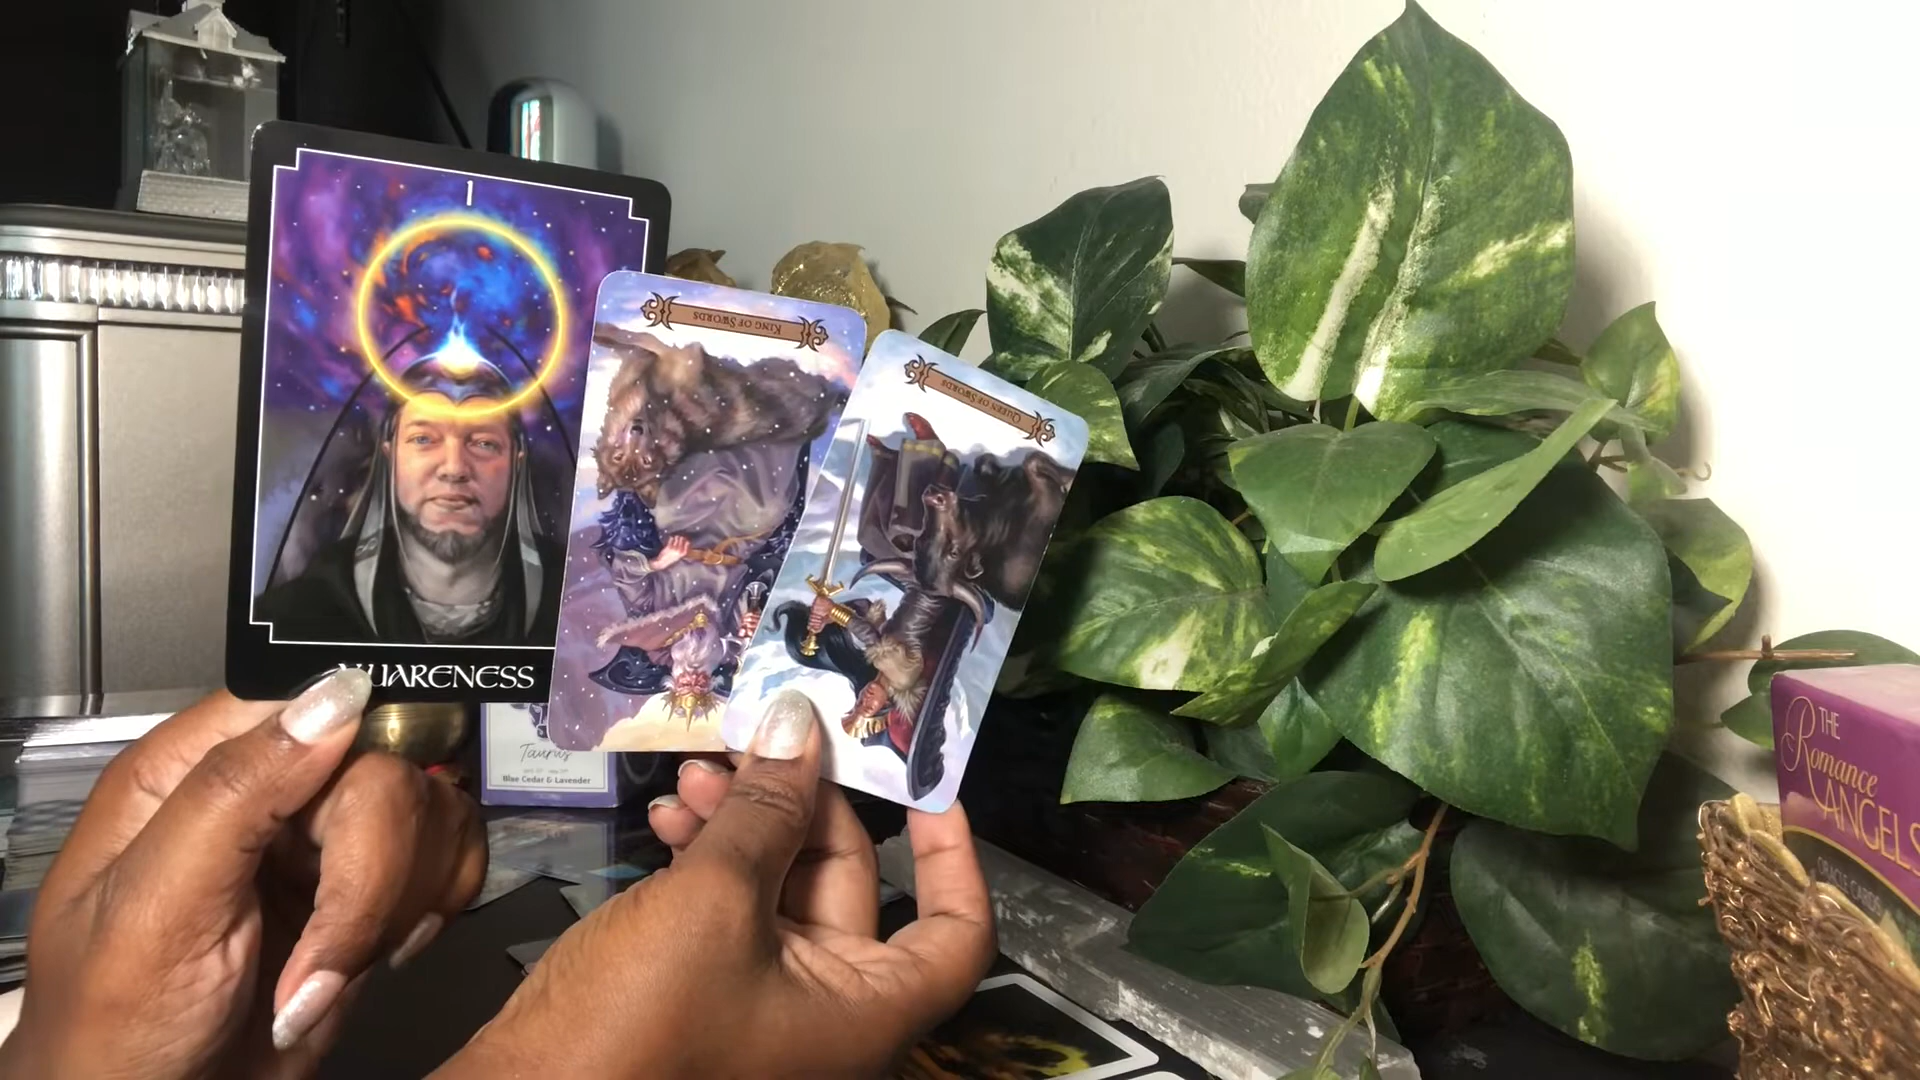 1
AWARENESS
KING OF SWORDS
QUEEN OF SWORDS
Taurus
Blue Cedar & Lavender
THE
Romance
ANGELS
ORACLE CARDS